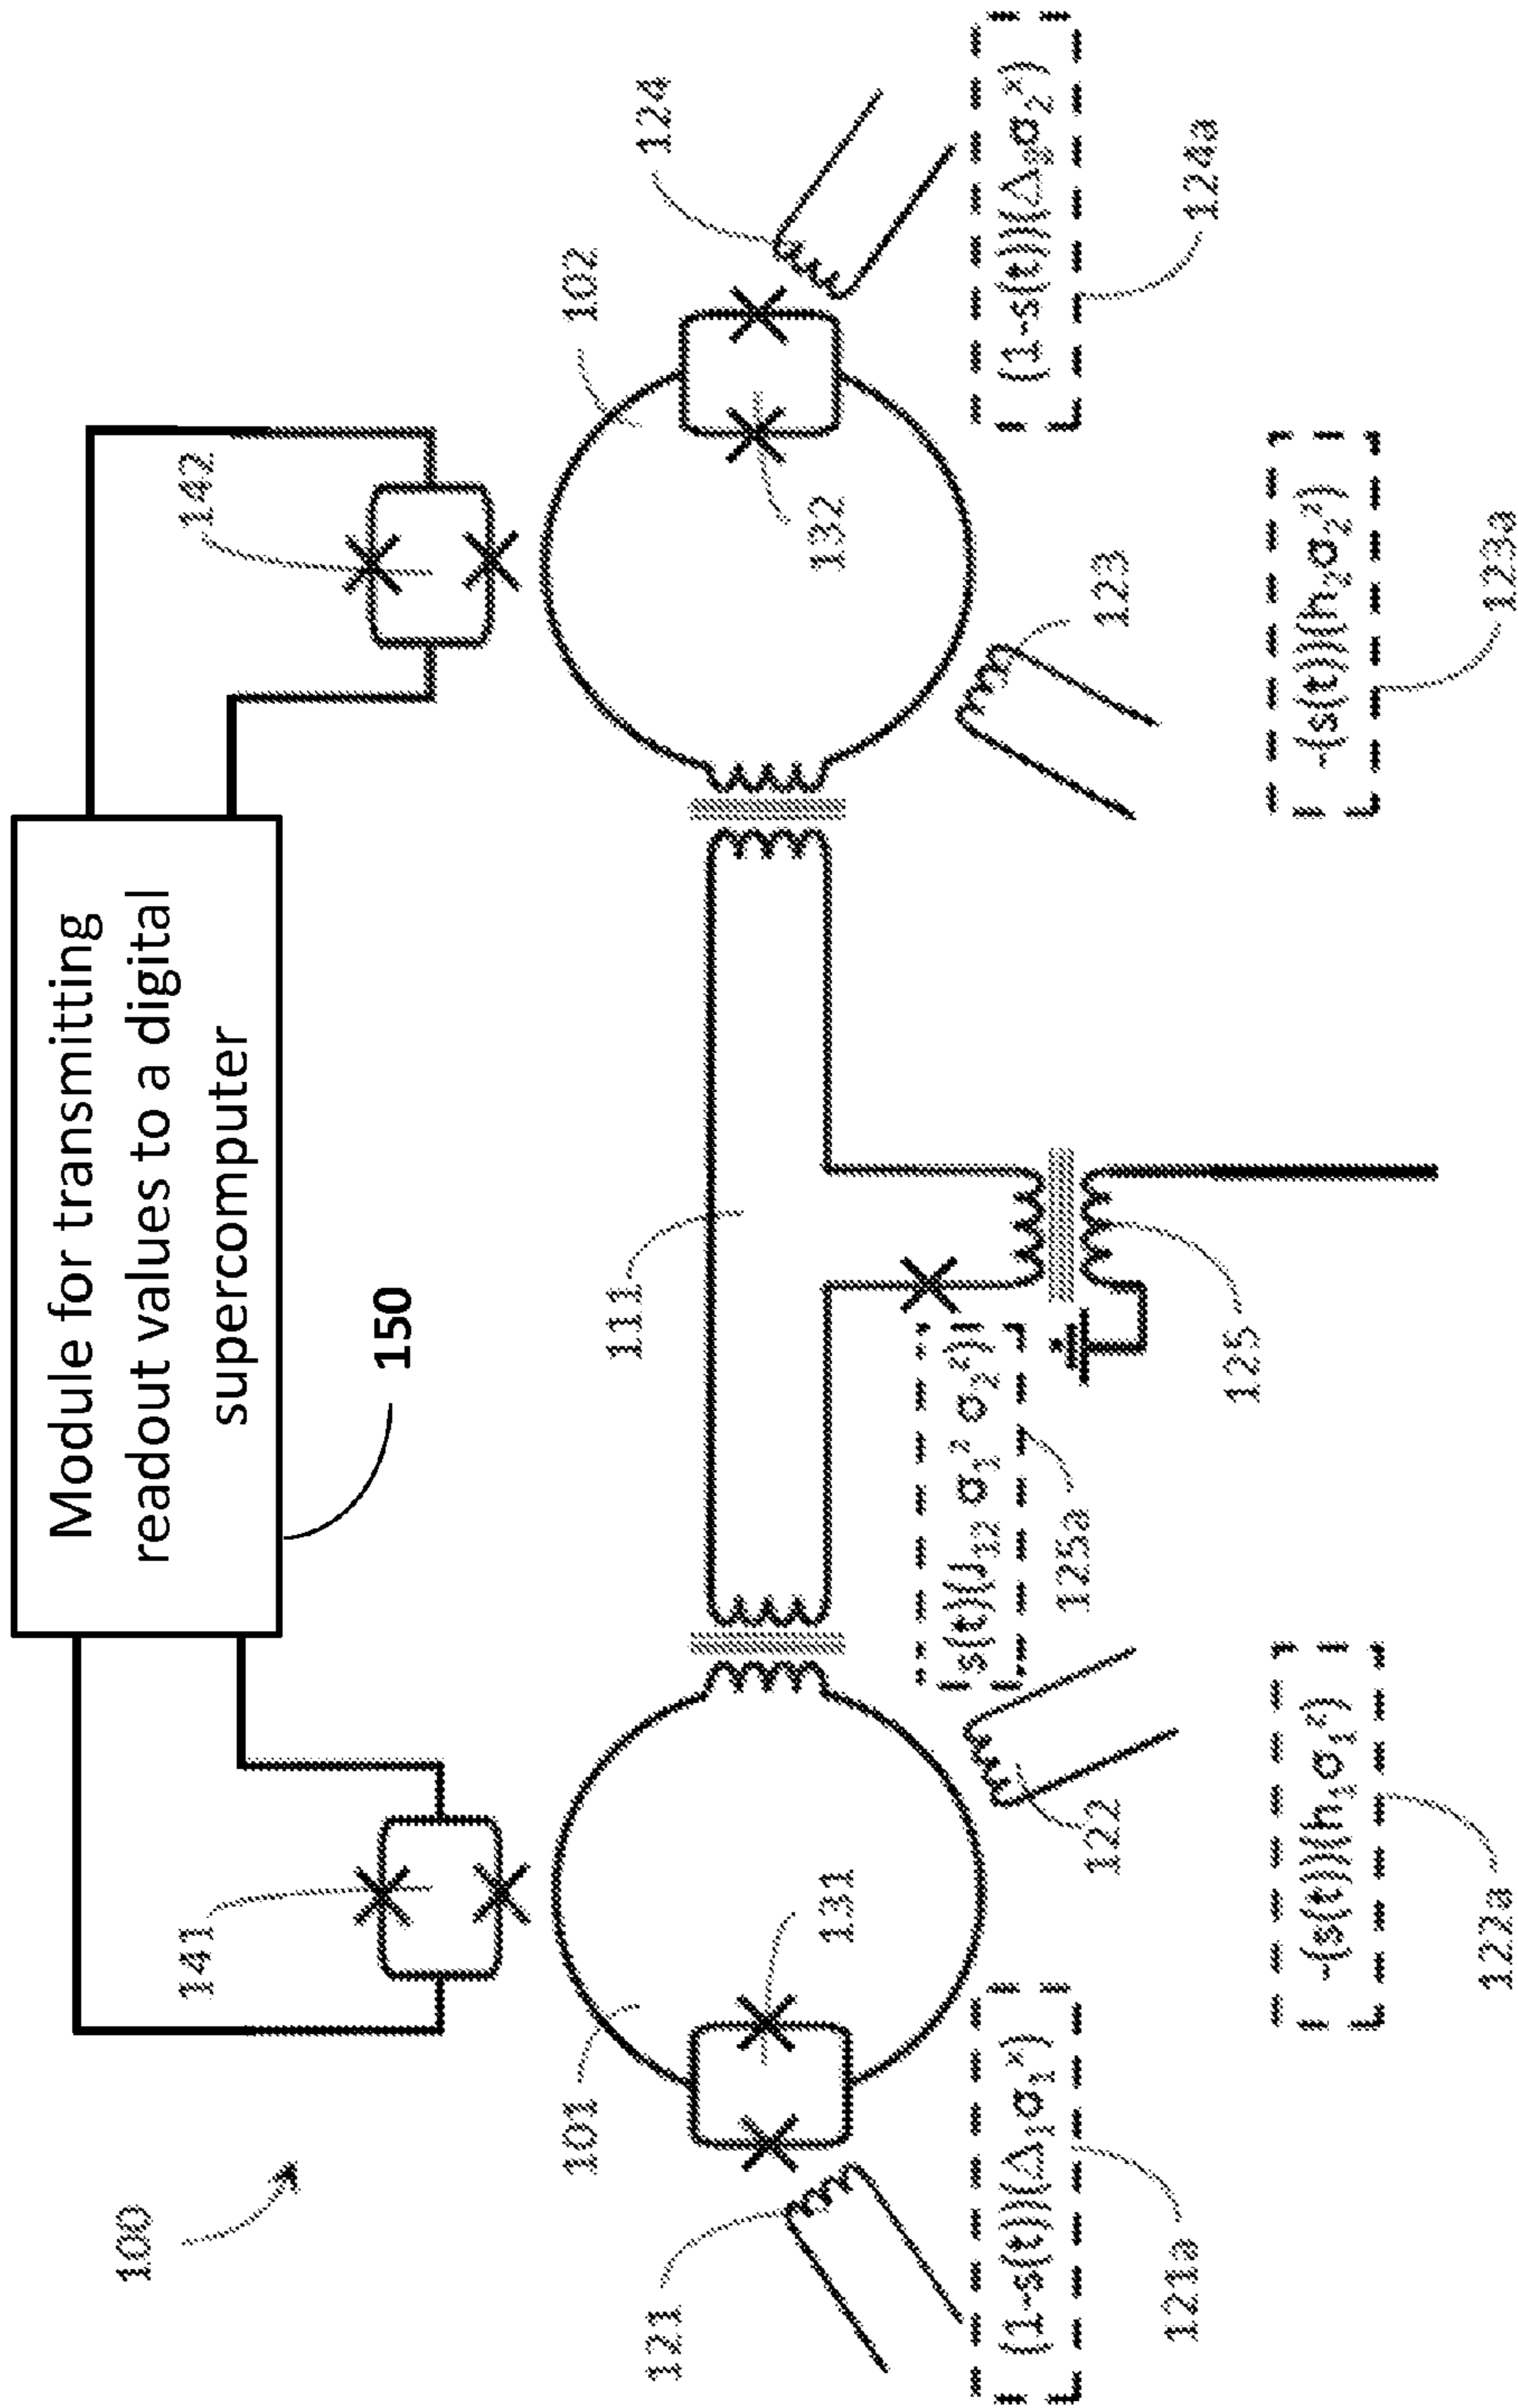 Module for transmitting
readout values to a digital
supercomputer
150
100
141
142
101
102
111
131
132
121
122
123
124
125
(1-s(t))(Δ₁σ₁ˣ)
121a
s(t)(J₁₂ σ₁ᶻ σ₂ᶻ)
125a
-(s(t))(h₁σ₁ᶻ)
122a
-(s(t))(h₂σ₂ᶻ)
123a
(1-s(t))(Δ₂σ₂ˣ)
124a